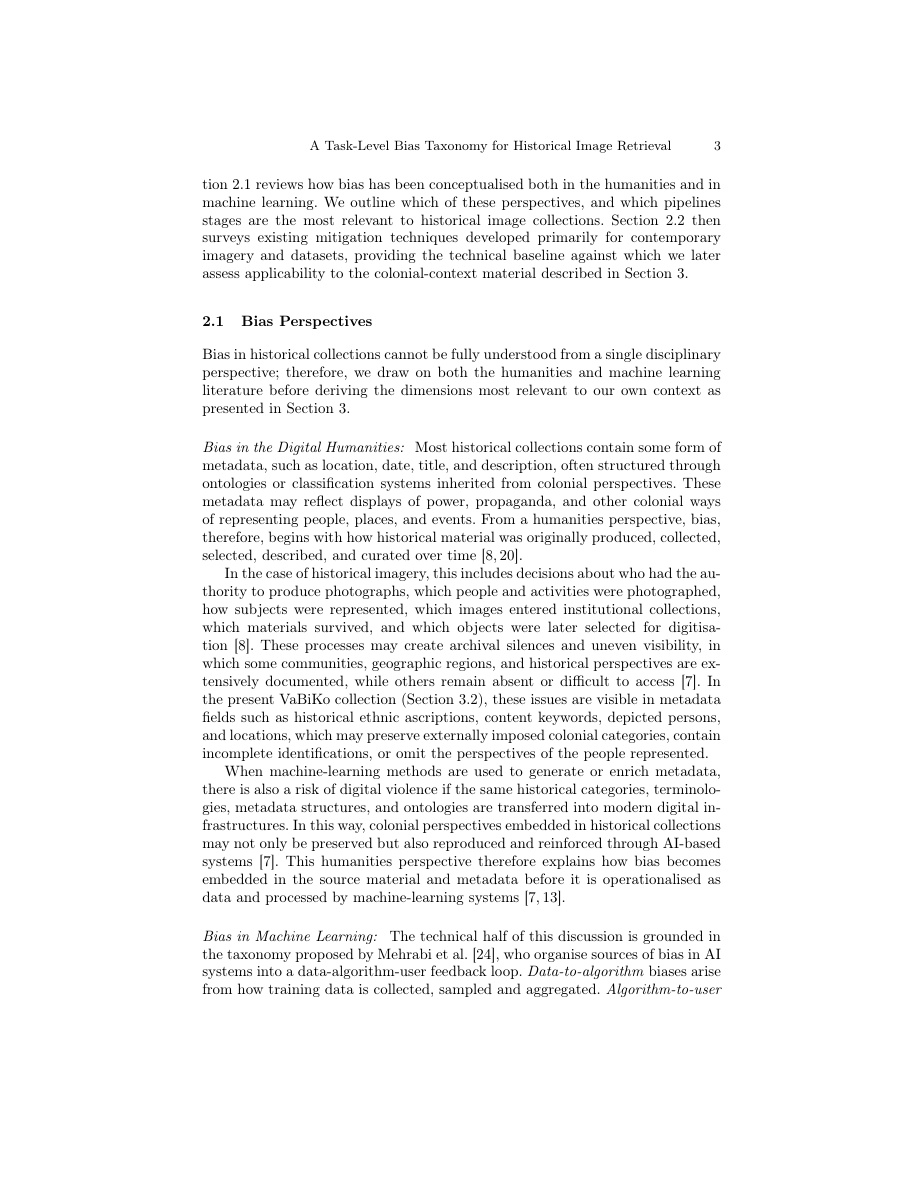 A Task-Level Bias Taxonomy for Historical Image Retrieval 3
tion 2.1 reviews how bias has been conceptualised both in the humanities and in
machine learning. We outline which of these perspectives, and which pipelines
stages are the most relevant to historical image collections. Section 2.2 then
surveys existing mitigation techniques developed primarily for contemporary
imagery and datasets, providing the technical baseline against which we later
assess applicability to the colonial-context material described in Section 3.
2.1 Bias Perspectives
Bias in historical collections cannot be fully understood from a single disciplinary
perspective; therefore, we draw on both the humanities and machine learning
literature before deriving the dimensions most relevant to our own context as
presented in Section 3.
Bias in the Digital Humanities: Most historical collections contain some form of
metadata, such as location, date, title, and description, often structured through
ontologies or classification systems inherited from colonial perspectives. These
metadata may reflect displays of power, propaganda, and other colonial ways
of representing people, places, and events. From a humanities perspective, bias,
therefore, begins with how historical material was originally produced, collected,
selected, described, and curated over time [8, 20].
In the case of historical imagery, this includes decisions about who had the au-
thority to produce photographs, which people and activities were photographed,
how subjects were represented, which images entered institutional collections,
which materials survived, and which objects were later selected for digitisa-
tion [8]. These processes may create archival silences and uneven visibility, in
which some communities, geographic regions, and historical perspectives are ex-
tensively documented, while others remain absent or difficult to access [7]. In
the present VaBiKo collection (Section 3.2), these issues are visible in metadata
fields such as historical ethnic ascriptions, content keywords, depicted persons,
and locations, which may preserve externally imposed colonial categories, contain
incomplete identifications, or omit the perspectives of the people represented.
When machine-learning methods are used to generate or enrich metadata,
there is also a risk of digital violence if the same historical categories, terminolo-
gies, metadata structures, and ontologies are transferred into modern digital in-
frastructures. In this way, colonial perspectives embedded in historical collections
may not only be preserved but also reproduced and reinforced through AI-based
systems [7]. This humanities perspective therefore explains how bias becomes
embedded in the source material and metadata before it is operationalised as
data and processed by machine-learning systems [7, 13].
Bias in Machine Learning: The technical half of this discussion is grounded in
the taxonomy proposed by Mehrabi et al. [24], who organise sources of bias in AI
systems into a data-algorithm-user feedback loop. Data-to-algorithm biases arise
from how training data is collected, sampled and aggregated. Algorithm-to-user